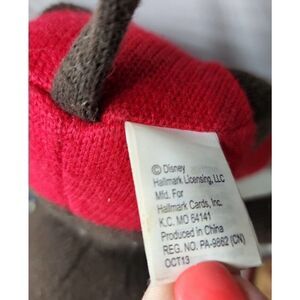 © Disney
Hallmark Licensing, LLC
Mfd. For
Hallmark Cards, Inc.
K.C. MO 64141
Produced in China
REG. NO. PA-9862 (CN)
OCT13